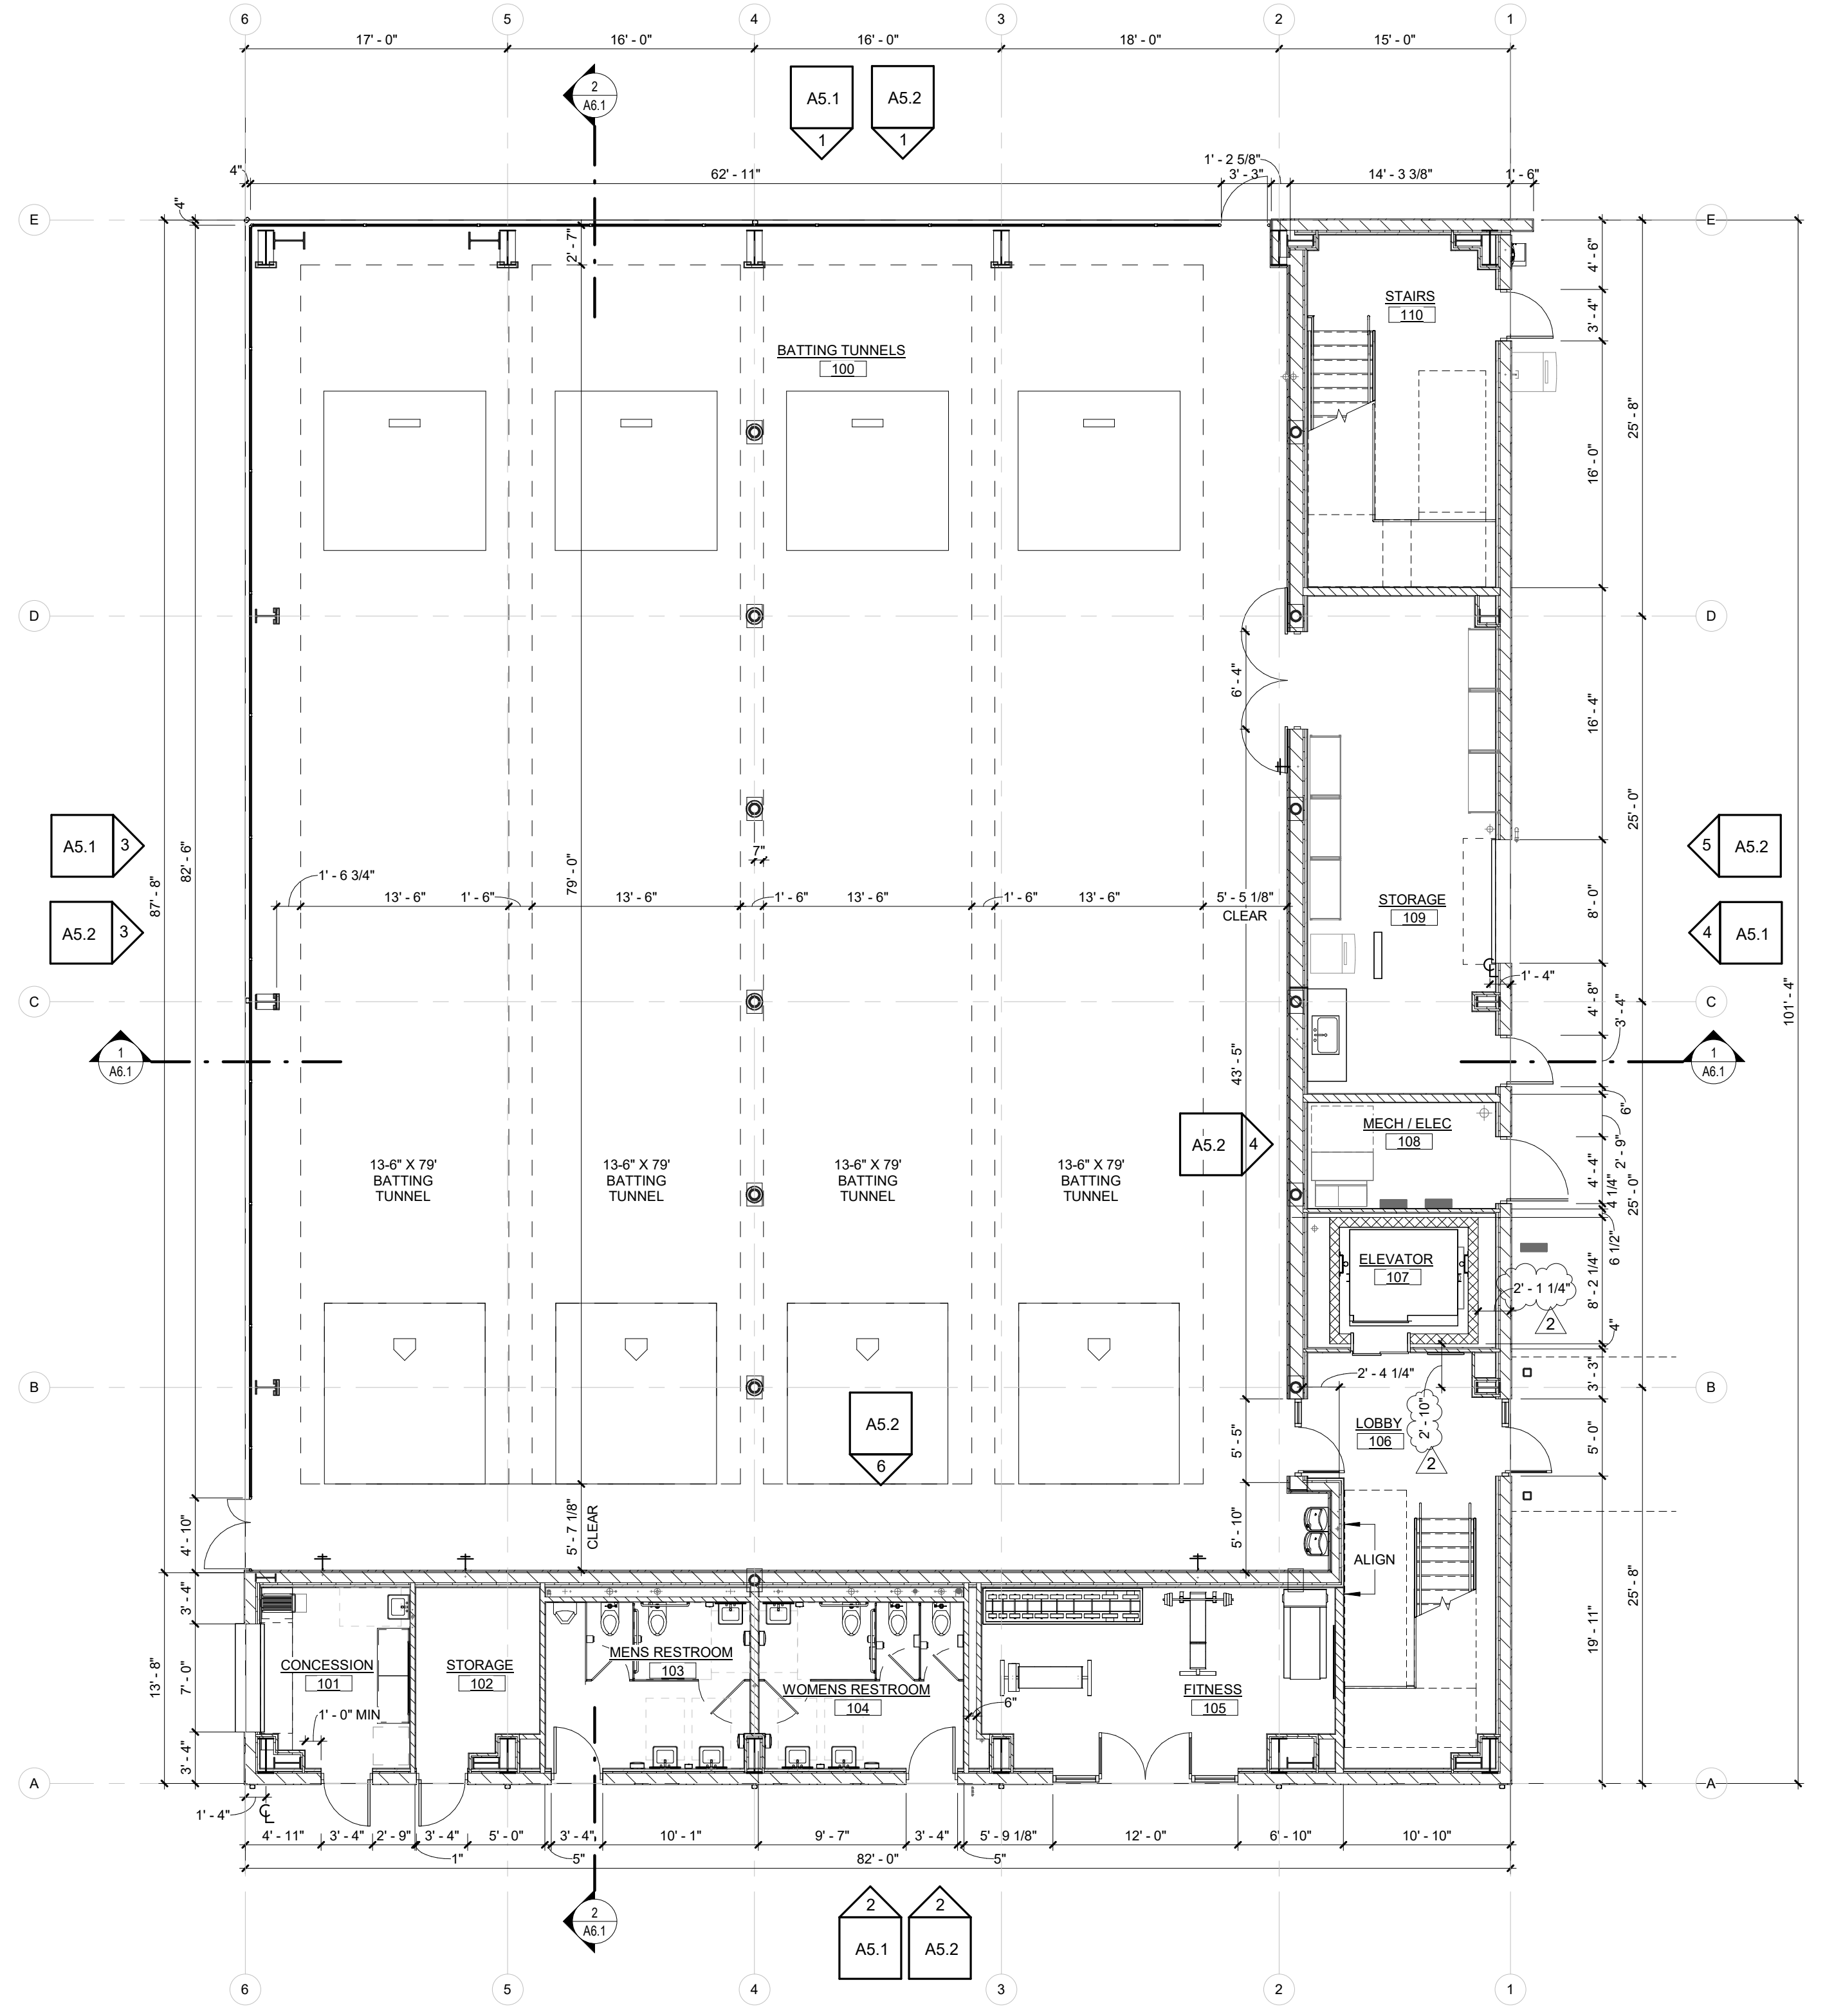 6 5 4 3 2 1
17' - 0" 16' - 0" 16' - 0" 18' - 0" 15' - 0"
2
A6.1
A5.1 A5.2
1 1
1' - 2 5/8"
4" 62' - 11" 3' - 3" 14' - 3 3/8" 1' - 6"
4"
E E
2' - 7"
4' - 6"
STAIRS
110
3' - 4"
BATTING TUNNELS
100
25' - 8"
16' - 0"
D D
6' - 4"
16' - 4"
25' - 0"
A5.1 3
82' - 6"
87' - 8"
79' - 0"
7"
5 A5.2
1' - 6 3/4"
13' - 6" 1' - 6" 13' - 6" 1' - 6" 13' - 6" 1' - 6" 13' - 6" 5' - 5 1/8"
CLEAR
STORAGE
109
8' - 0"
A5.2 3
4 A5.1
CL
1' - 4"
C C
4' - 8"
3' - 4"
101' - 4"
1
A6.1
43' - 5"
1
A6.1
6"
MECH / ELEC
108
A5.2 4
2' - 9"
4' - 4"
4 1/4"
25' - 0"
13-6" X 79'
BATTING
TUNNEL
13-6" X 79'
BATTING
TUNNEL
13-6" X 79'
BATTING
TUNNEL
13-6" X 79'
BATTING
TUNNEL
6 1/2"
ELEVATOR
107
8' - 2 1/4"
2' - 1 1/4"
2
4"
B B
2' - 4 1/4"
3' - 3"
A5.2
6
LOBBY
106
2' - 10"
2
5' - 5"
5' - 0"
4' - 10"
5' - 7 1/8"
CLEAR
5' - 10"
ALIGN
25' - 8"
3' - 4"
19' - 11"
13' - 8"
7' - 0"
CONCESSION
101
STORAGE
102
MENS RESTROOM
103
WOMENS RESTROOM
104
FITNESS
105
6"
1' - 0" MIN
3' - 4"
A A
1' - 4"
CL
4' - 11" 3' - 4" 2' - 9" 3' - 4" 5' - 0" 3' - 4" 10' - 1" 9' - 7" 3' - 4" 5' - 9 1/8" 12' - 0" 6' - 10" 10' - 10"
1" 5" 82' - 0" 5"
2
A6.1
2 2
A5.1 A5.2
6 5 4 3 2 1